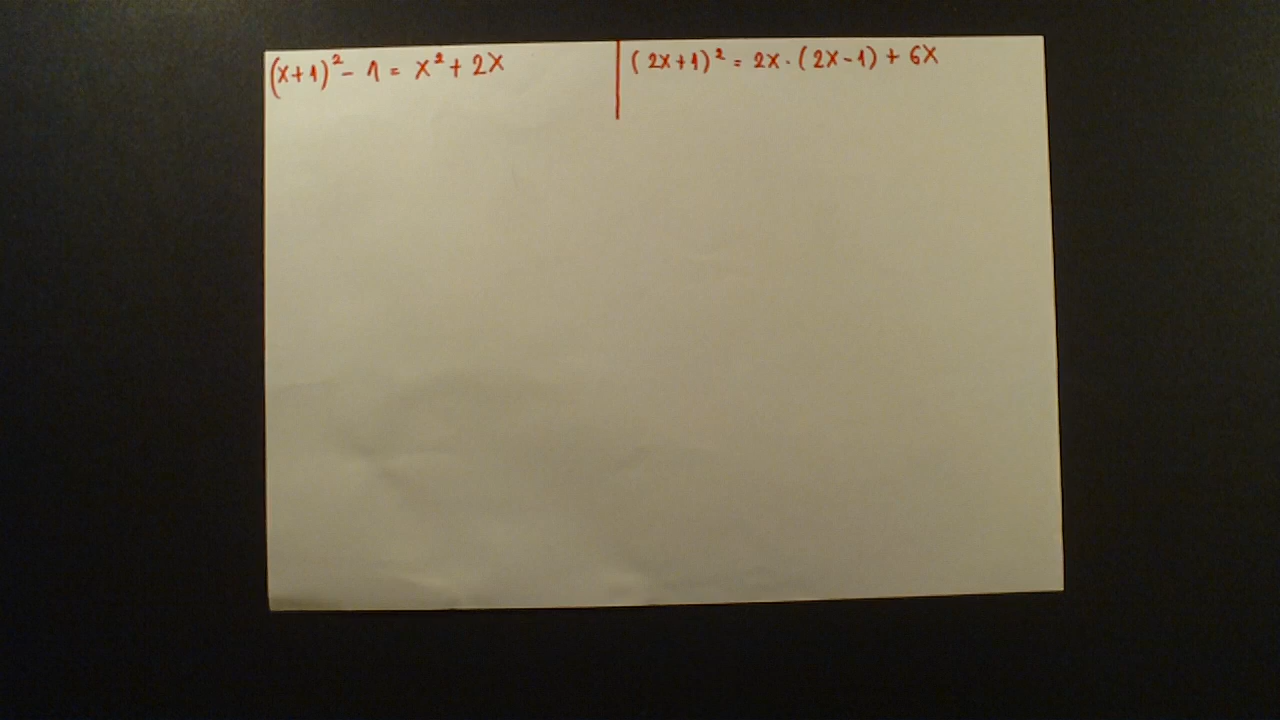 (x+1)² - 1 = x² + 2x
(2x+1)² = 2x · (2x-1) + 6x